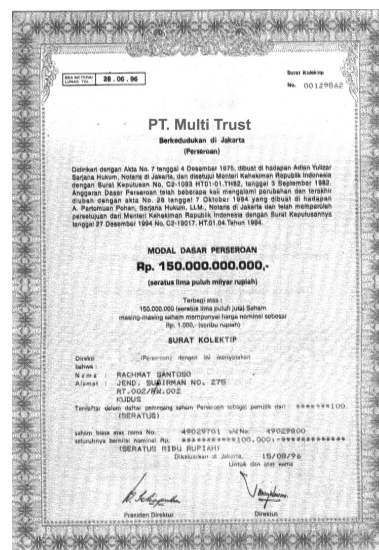 BEA METERAI
LUNAS TGL.
28.06.96
Surat Kolektip
No. 00129562
PT. Multi Trust
Berkedudukan di Jakarta
(Perseroan)
Didirikan dengan Akta No. 7 tanggal 4 Desember 1975, dibuat di hadapan Adlan Yulizar
Sarjana Hukum, Notaris di Jakarta, dan disetujui Menteri Kehakiman Republik Indonesia
dengan Surat Keputusan No. C2-1093 HT01-01.TH82, tanggal 3 September 1982.
Anggaran Dasar Perseroan telah beberapa kali mengalami perubahan dan terakhir
diubah dengan akta No. 26 tanggal 7 Oktober 1994 yang dibuat di hadapan
A. Partomuan Pohan, Sarjana Hukum, LLM., Notaris di Jakarta dan telah memperoleh
persetujuan dari Menteri Kehakiman Republik Indonesia dengan Surat Keputusannya
tanggal 27 Desember 1994 No. C2-19017. HT.01.04.Tahun 1994.
MODAL DASAR PERSEROAN
Rp. 150.000.000.000,-
(seratus lima puluh milyar rupiah)
Terbagi atas :
150.000.000 (seratus lima puluh juta) Saham
masing-masing saham mempunyai harga nominal sebesar
Rp. 1.000,- (seribu rupiah)
SURAT KOLEKTIP
Direksi (Perseroan) dengan ini menyatakan
bahwa :
Nama : RACHMAT SANTOSO
Alamat : JEND. SUDIRMAN NO. 275
RT.002/RW.002
KUDUS
Terdaftar dalam daftar pemegang saham Perseroan sebagai pemilik dari *******100
(SERATUS)
saham biasa atas nama No. 49029701 s/d No. 49029800
seluruhnya bernilai nominal Rp. ***********100.000,-*************
(SERATUS RIBU RUPIAH)
Dikeluarkan di Jakarta, 15/08/96
Untuk dan atas nama
Presiden Direktur
Direktur